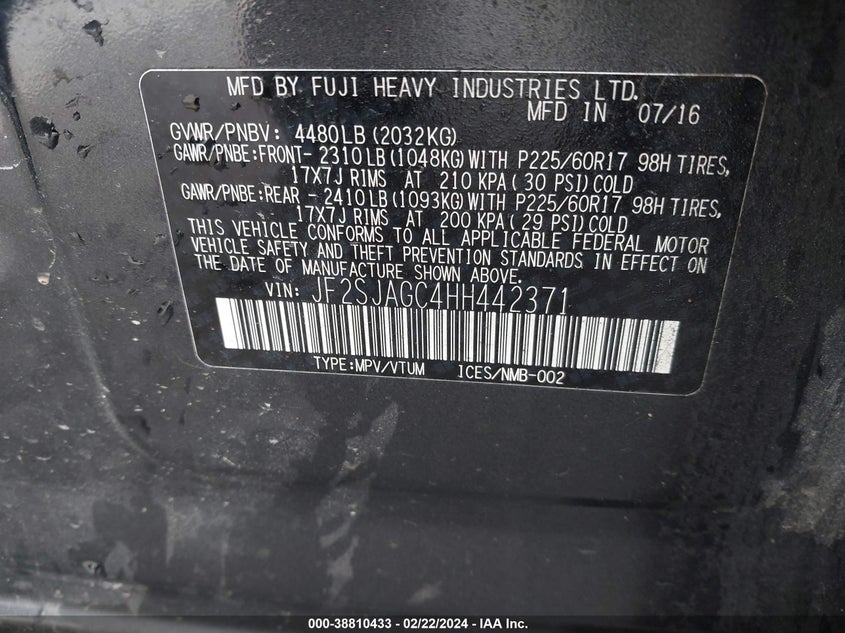 MFD BY FUJI HEAVY INDUSTRIES LTD.
MFD IN 07/16
GVWR/PNBV: 4480LB (2032KG)
GAWR/PNBE:FRONT- 2310LB (1048KG) WITH P225/60R17 98H TIRES,
17X7J RIMS AT 210 KPA (30 PSI) COLD
GAWR/PNBE:REAR - 2410LB (1093KG) WITH P225/60R17 98H TIRES,
17X7J RIMS AT 200 KPA (29 PSI) COLD
THIS VEHICLE CONFORMS TO ALL APPLICABLE FEDERAL MOTOR
VEHICLE SAFETY AND THEFT PREVENTION STANDARDS IN EFFECT ON
THE DATE OF MANUFACTURE SHOWN ABOVE.
VIN: JF2SJAGC4HH442371
TYPE:MPV/VTUM ICES/NMB-002
000-38810433 - 02/22/2024 - IAA Inc.